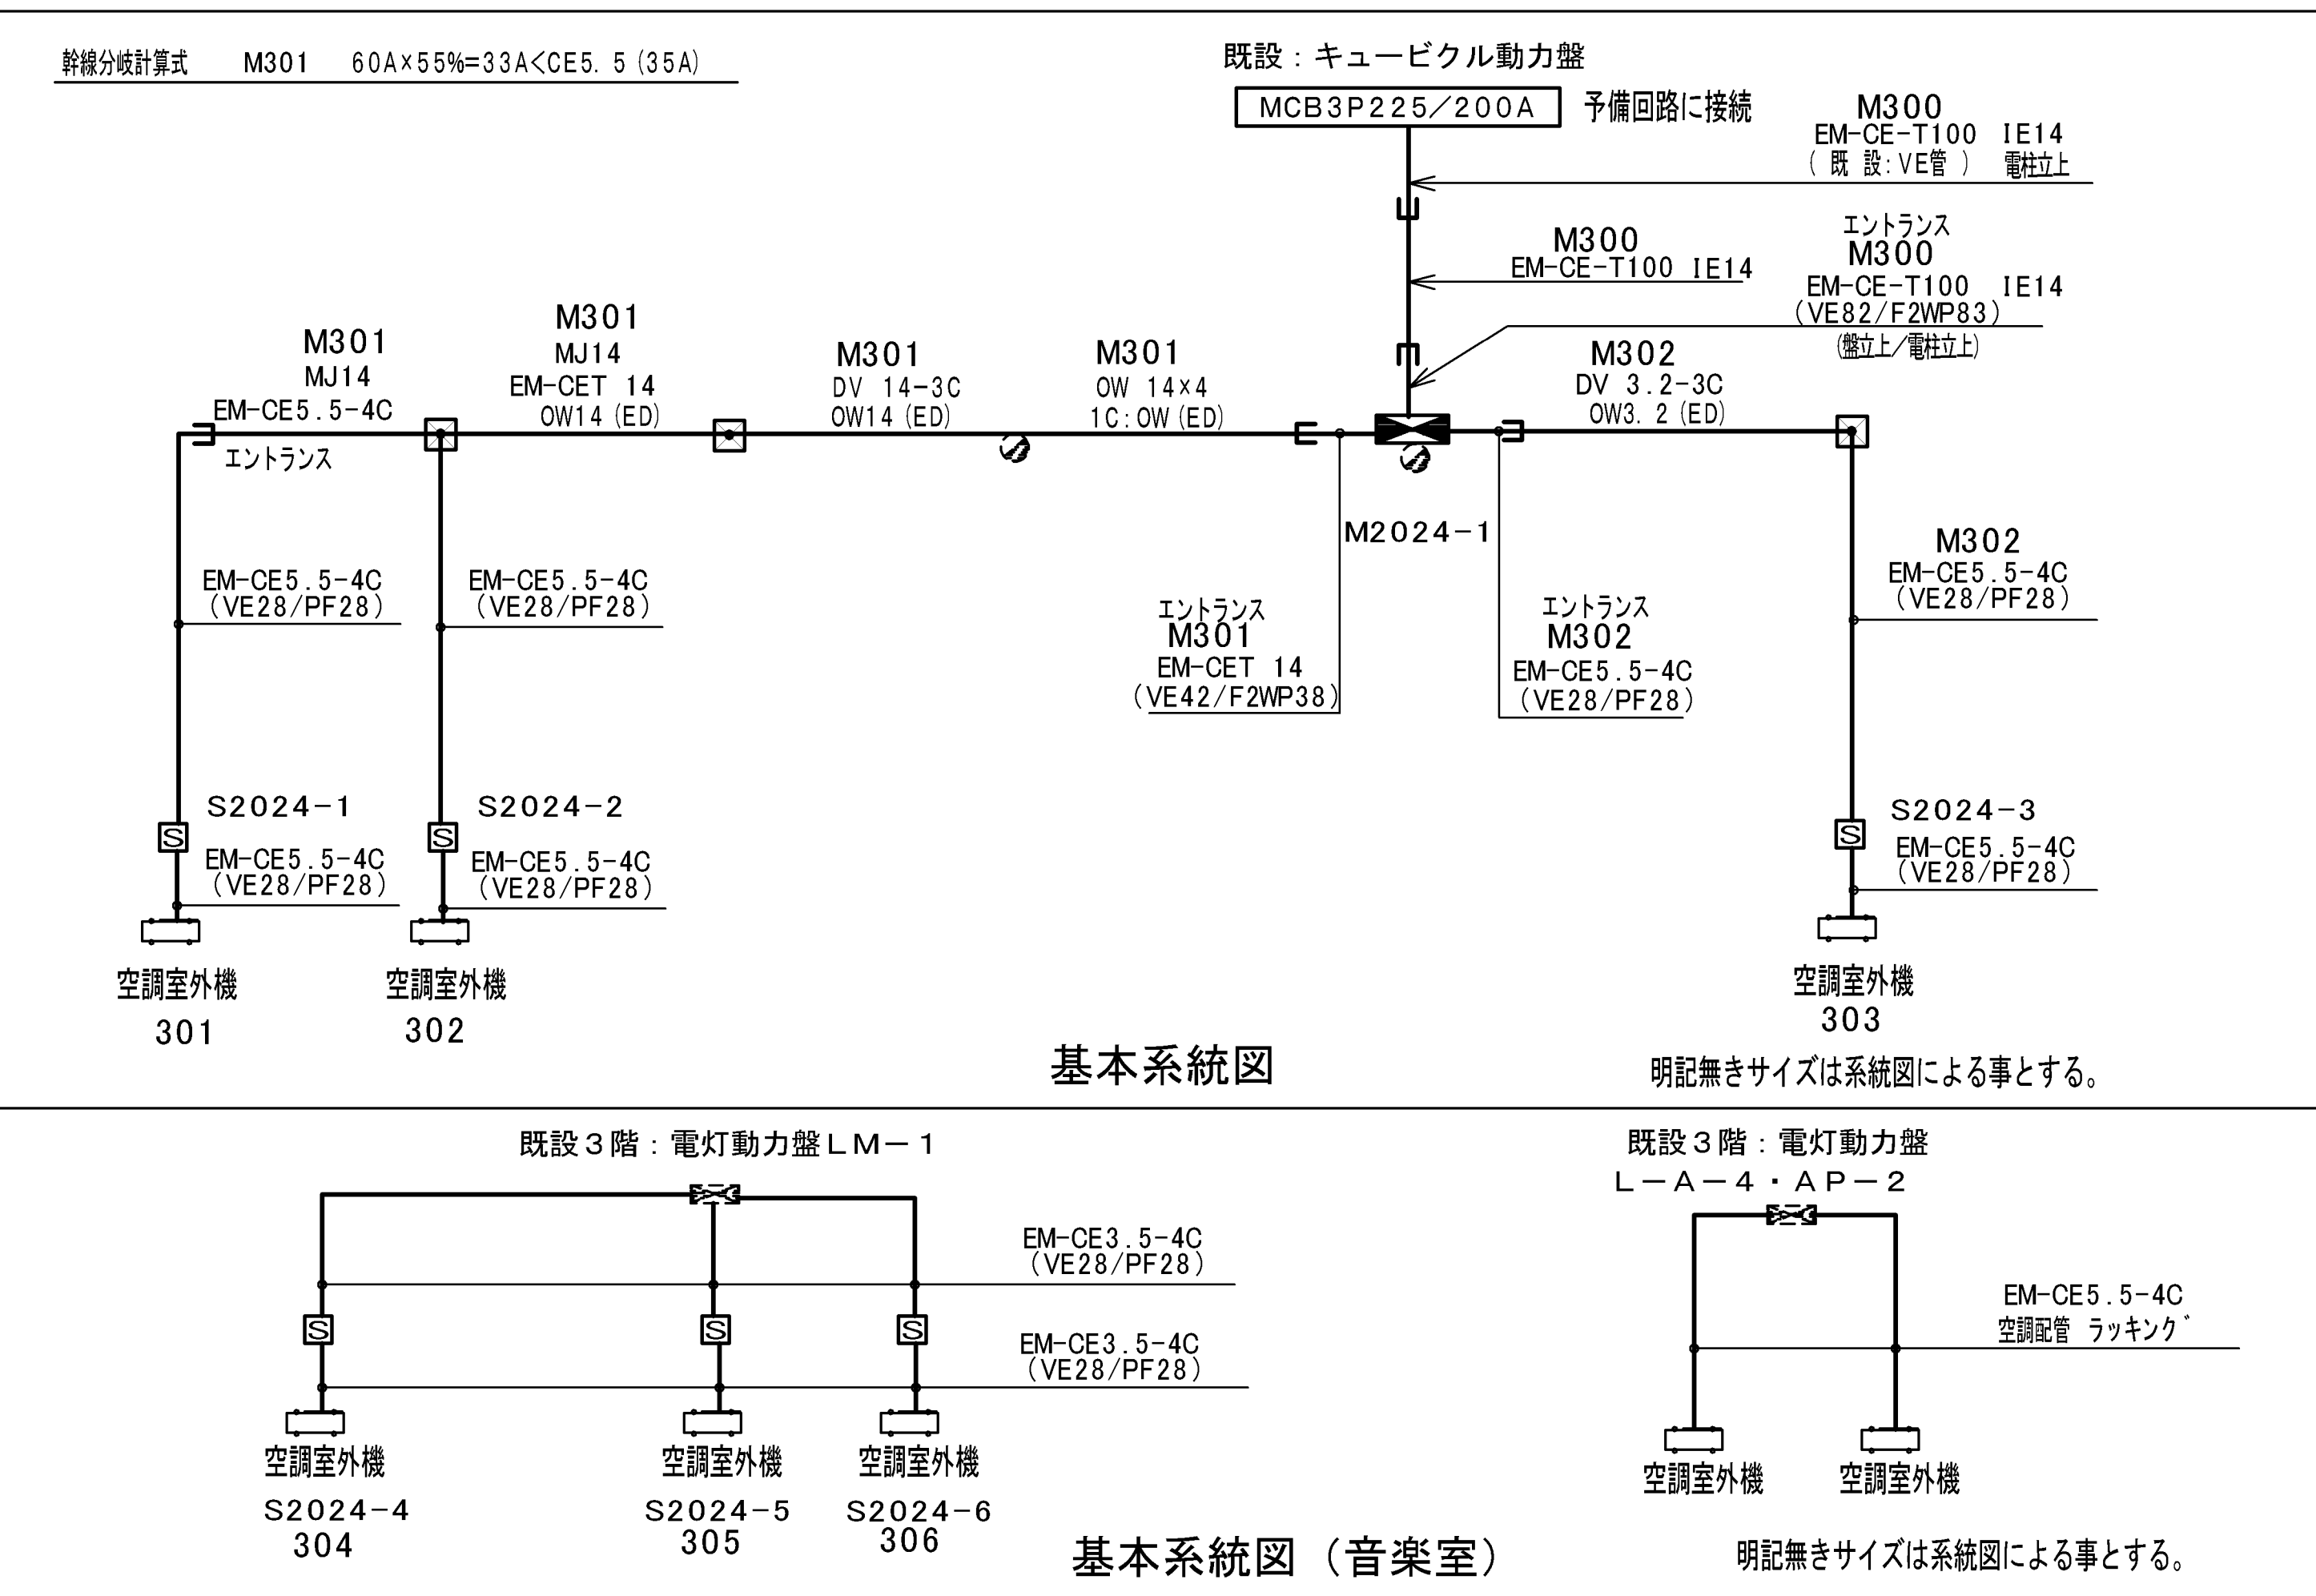 幹線分岐計算式 M301 60A×55%=33A<CE5.5(35A)
既設:キュービクル動力盤
MCB3P225/200A 予備回路に接続
M300
EM-CE-T100 IE14
(既 設:VE管) 電柱立上
M300
EM-CE-T100 IE14
エントランス
M300
EM-CE-T100 IE14
(VE82/F2WP83)
(盤立上/電柱立上)
M301
MJ14
EM-CE5.5-4C
エントランス
M301
MJ14
EM-CET 14
OW14(ED)
M301
DV 14-3C
OW14(ED)
M301
OW 14×4
1C:OW(ED)
M302
DV 3.2-3C
OW3.2(ED)
M2024-1
EM-CE5.5-4C
(VE28/PF28)
EM-CE5.5-4C
(VE28/PF28)
エントランス
M301
EM-CET 14
(VE42/F2WP38)
エントランス
M302
EM-CE5.5-4C
(VE28/PF28)
M302
EM-CE5.5-4C
(VE28/PF28)
S2024-1
S
EM-CE5.5-4C
(VE28/PF28)
空調室外機
301
S2024-2
S
EM-CE5.5-4C
(VE28/PF28)
空調室外機
302
S2024-3
S
EM-CE5.5-4C
(VE28/PF28)
空調室外機
303
基本系統図
明記無きサイズは系統図による事とする。
既設3階:電灯動力盤LM-1
EM-CE3.5-4C
(VE28/PF28)
S S S
EM-CE3.5-4C
(VE28/PF28)
空調室外機
S2024-4
304
空調室外機
S2024-5
305
空調室外機
S2024-6
306
既設3階:電灯動力盤
L-A-4・AP-2
EM-CE5.5-4C
空調配管 ラッキング
空調室外機 空調室外機
基本系統図(音楽室)
明記無きサイズは系統図による事とする。